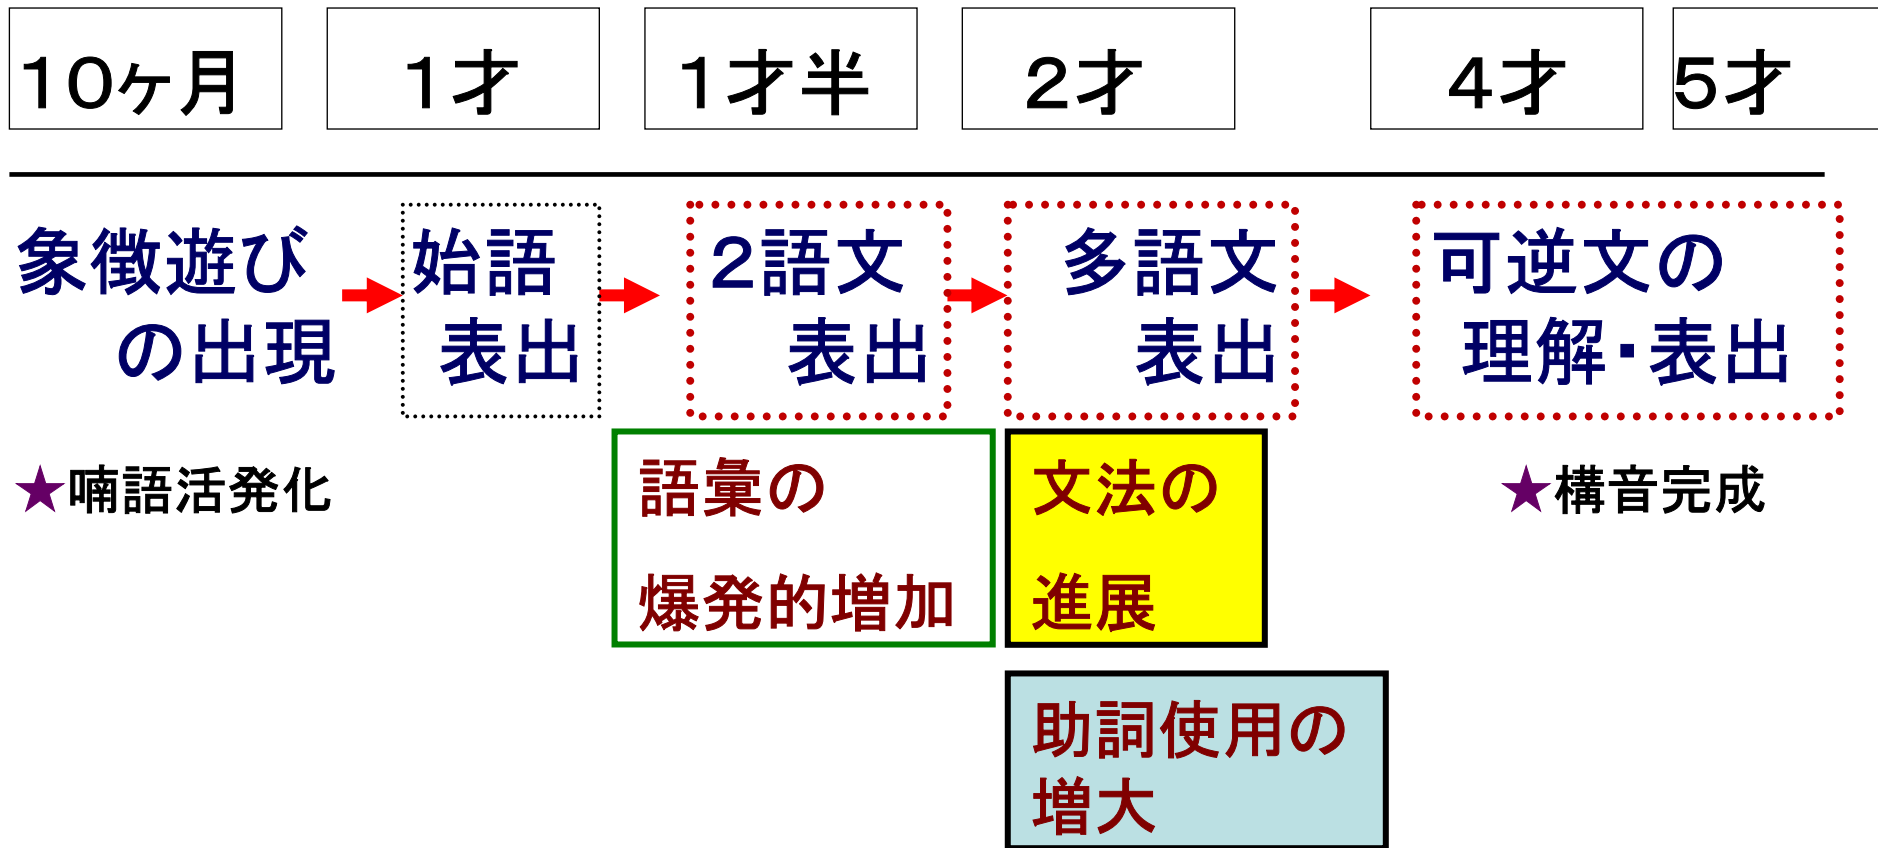 10ヶ月
1才
1才半
2才
4才
5才
象徴遊び
の出現
始語
表出
2語文
表出
多語文
表出
可逆文の
理解・表出
★喃語活発化
語彙の
爆発的増加
文法の
進展
★構音完成
助詞使用の
増大